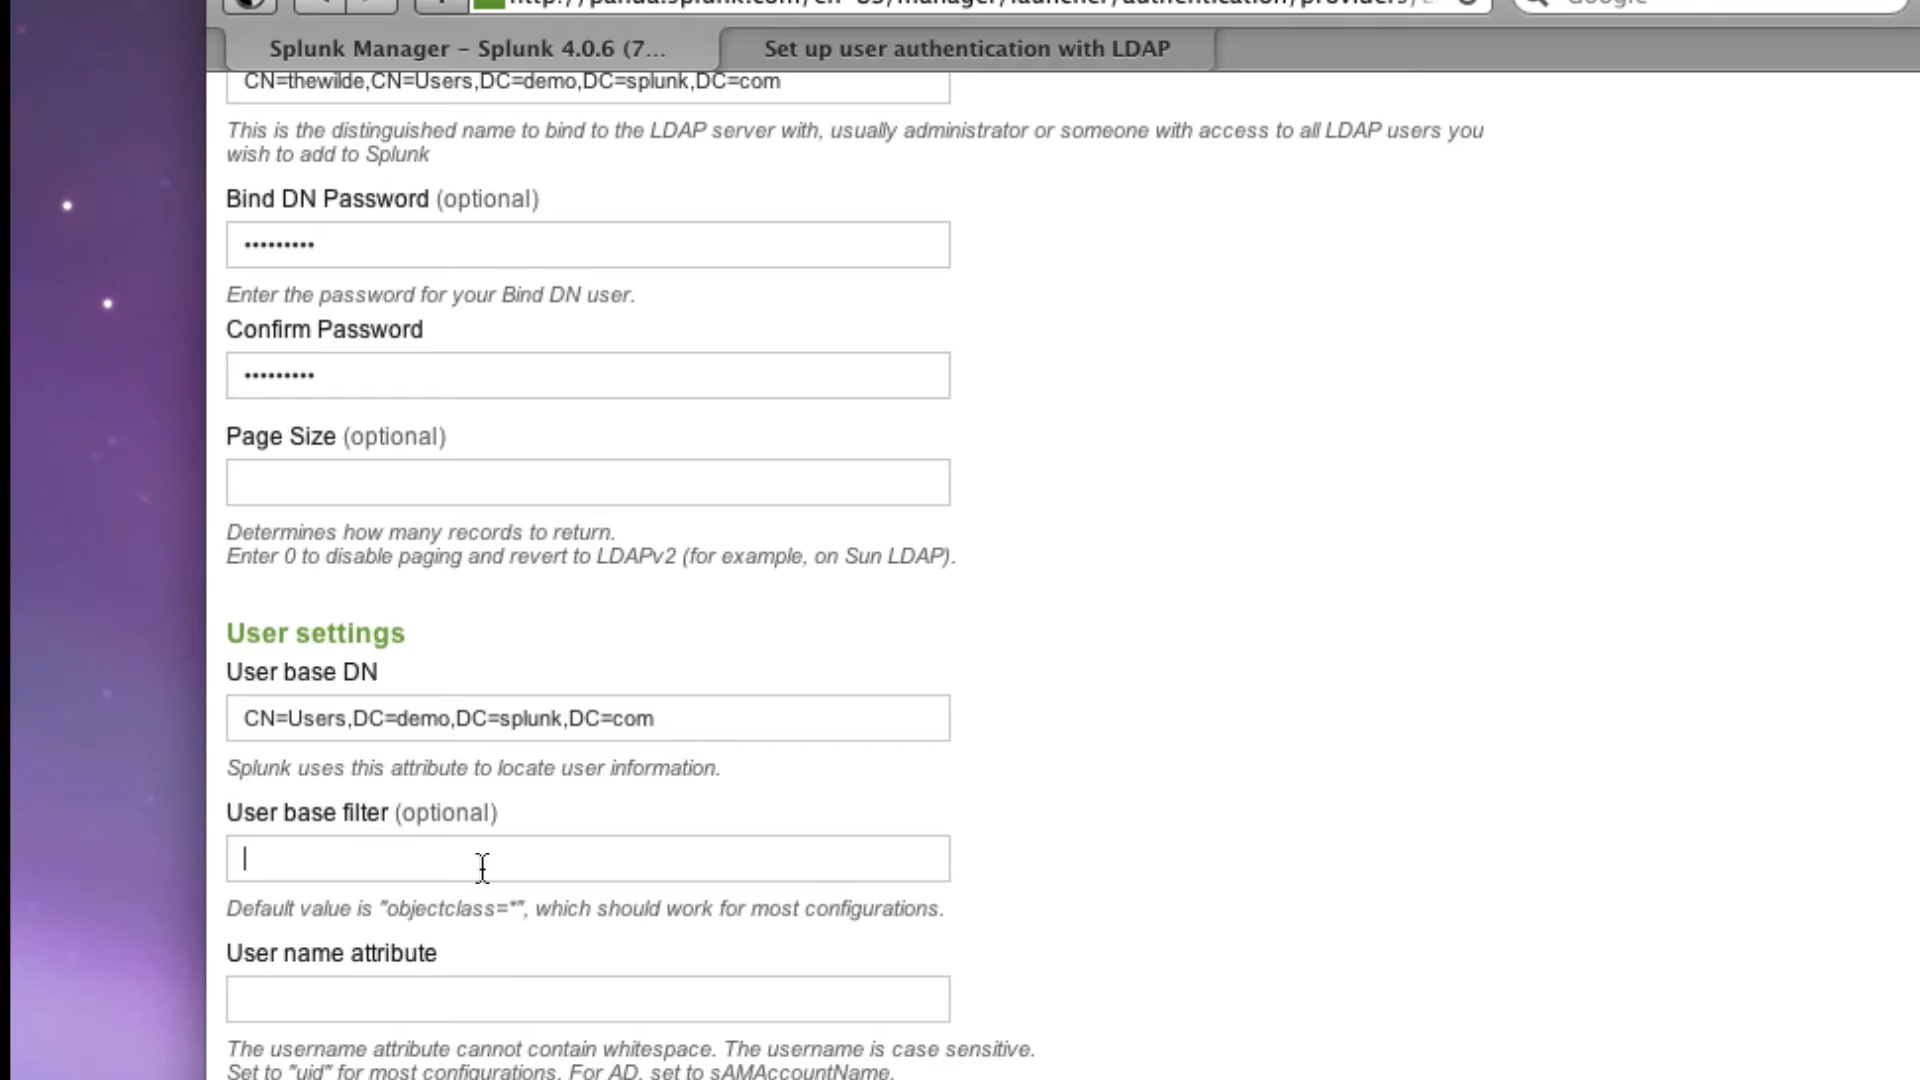 Splunk Manager – Splunk 4.0.6 (7...
Set up user authentication with LDAP
CN=thewilde,CN=Users,DC=demo,DC=splunk,DC=com
This is the distinguished name to bind to the LDAP server with, usually administrator or someone with access to all LDAP users you
wish to add to Splunk
Bind DN Password (optional)
•••••••••
Enter the password for your Bind DN user.
Confirm Password
•••••••••
Page Size (optional)
Determines how many records to return.
Enter 0 to disable paging and revert to LDAPv2 (for example, on Sun LDAP).
User settings
User base DN
CN=Users,DC=demo,DC=splunk,DC=com
Splunk uses this attribute to locate user information.
User base filter (optional)
Default value is "objectclass=*", which should work for most configurations.
User name attribute
The username attribute cannot contain whitespace. The username is case sensitive.
Set to "uid" for most configurations. For AD, set to sAMAccountName.